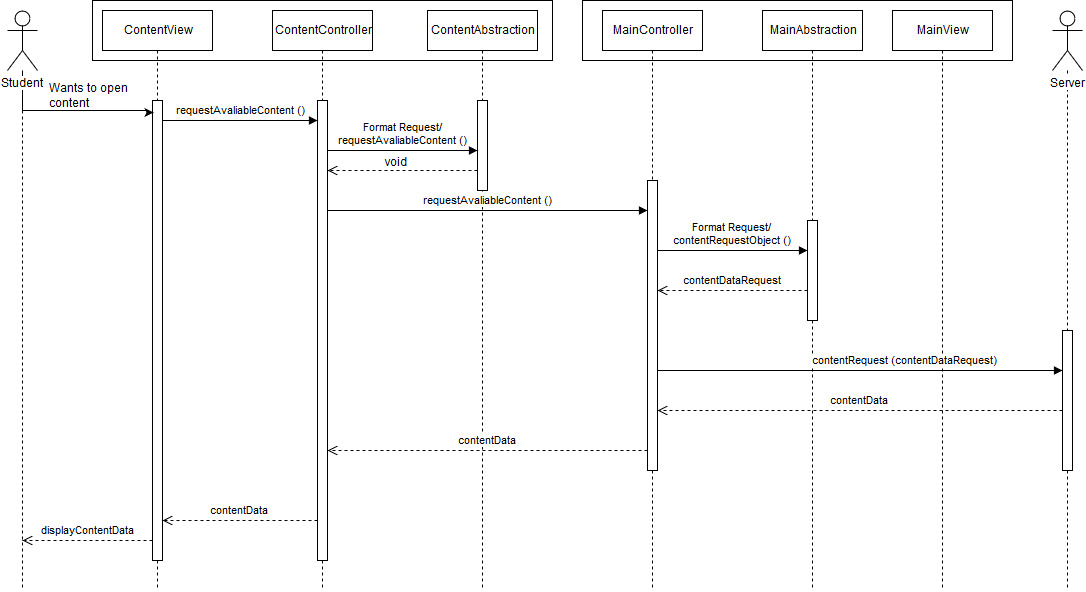 ContentView
ContentController
ContentAbstraction
MainController
MainAbstraction
MainView
Student
Server
Wants to open
content
requestAvaliableContent ()
Format Request/
requestAvaliableContent ()
void
requestAvaliableContent ()
Format Request/
contentRequestObject ()
contentDataRequest
contentRequest (contentDataRequest)
contentData
contentData
contentData
displayContentData